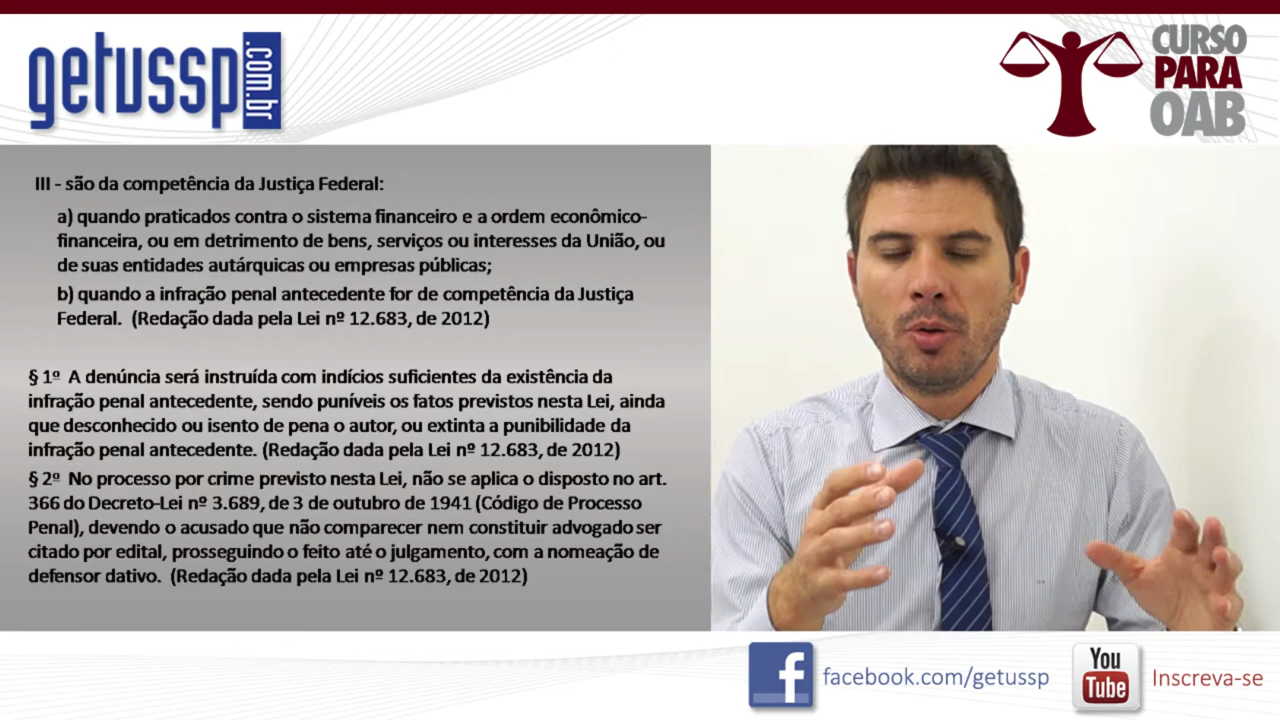 getussp.com.br
CURSO
PARA
OAB
III - são da competência da Justiça Federal:
a) quando praticados contra o sistema financeiro e a ordem econômico-
financeira, ou em detrimento de bens, serviços ou interesses da União, ou
de suas entidades autárquicas ou empresas públicas;
b) quando a infração penal antecedente for de competência da Justiça
Federal. (Redação dada pela Lei nº 12.683, de 2012)
§ 1º A denúncia será instruída com indícios suficientes da existência da
infração penal antecedente, sendo puníveis os fatos previstos nesta Lei, ainda
que desconhecido ou isento de pena o autor, ou extinta a punibilidade da
infração penal antecedente. (Redação dada pela Lei nº 12.683, de 2012)
§ 2º No processo por crime previsto nesta Lei, não se aplica o disposto no art.
366 do Decreto-Lei nº 3.689, de 3 de outubro de 1941 (Código de Processo
Penal), devendo o acusado que não comparecer nem constituir advogado ser
citado por edital, prosseguindo o feito até o julgamento, com a nomeação de
defensor dativo. (Redação dada pela Lei nº 12.683, de 2012)
f facebook.com/getussp
You
Tube
Inscreva-se